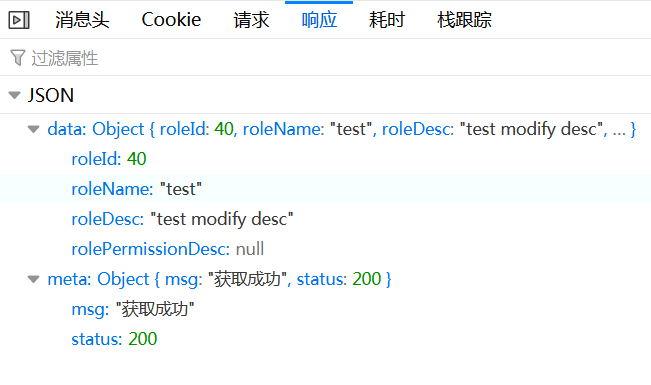 消息头 Cookie 请求 响应 耗时 栈跟踪
过滤属性
JSON
data: Object { roleId: 40, roleName: "test", roleDesc: "test modify desc", … }
roleId: 40
roleName: "test"
roleDesc: "test modify desc"
rolePermissionDesc: null
meta: Object { msg: "获取成功", status: 200 }
msg: "获取成功"
status: 200